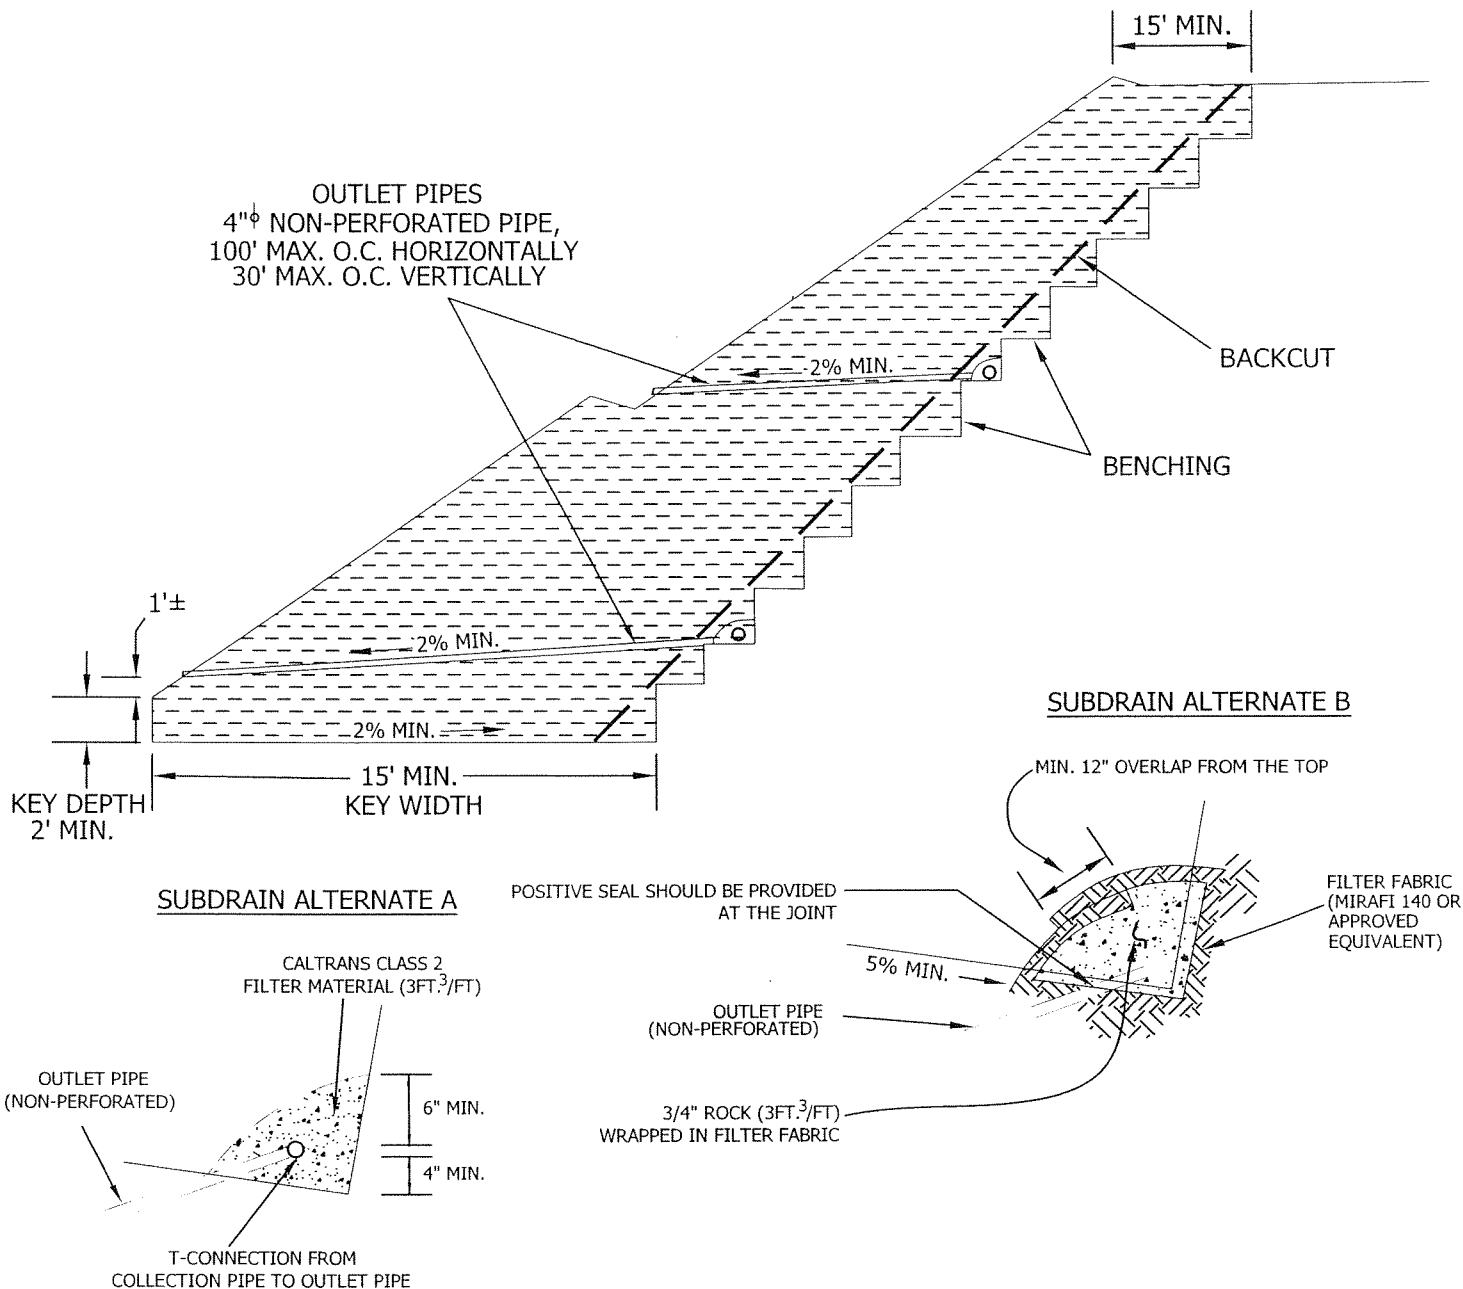 15' MIN.
OUTLET PIPES
4"ϕ NON-PERFORATED PIPE,
100' MAX. O.C. HORIZONTALLY
30' MAX. O.C. VERTICALLY
2% MIN.
BACKCUT
BENCHING
1'±
2% MIN.
2% MIN.
15' MIN.
KEY WIDTH
KEY DEPTH
2' MIN.
SUBDRAIN ALTERNATE B
MIN. 12" OVERLAP FROM THE TOP
POSITIVE SEAL SHOULD BE PROVIDED
AT THE JOINT
FILTER FABRIC
(MIRAFI 140 OR
APPROVED
EQUIVALENT)
5% MIN.
OUTLET PIPE
(NON-PERFORATED)
3/4" ROCK (3FT.³/FT)
WRAPPED IN FILTER FABRIC
SUBDRAIN ALTERNATE A
CALTRANS CLASS 2
FILTER MATERIAL (3FT.³/FT)
OUTLET PIPE
(NON-PERFORATED)
6" MIN.
4" MIN.
T-CONNECTION FROM
COLLECTION PIPE TO OUTLET PIPE